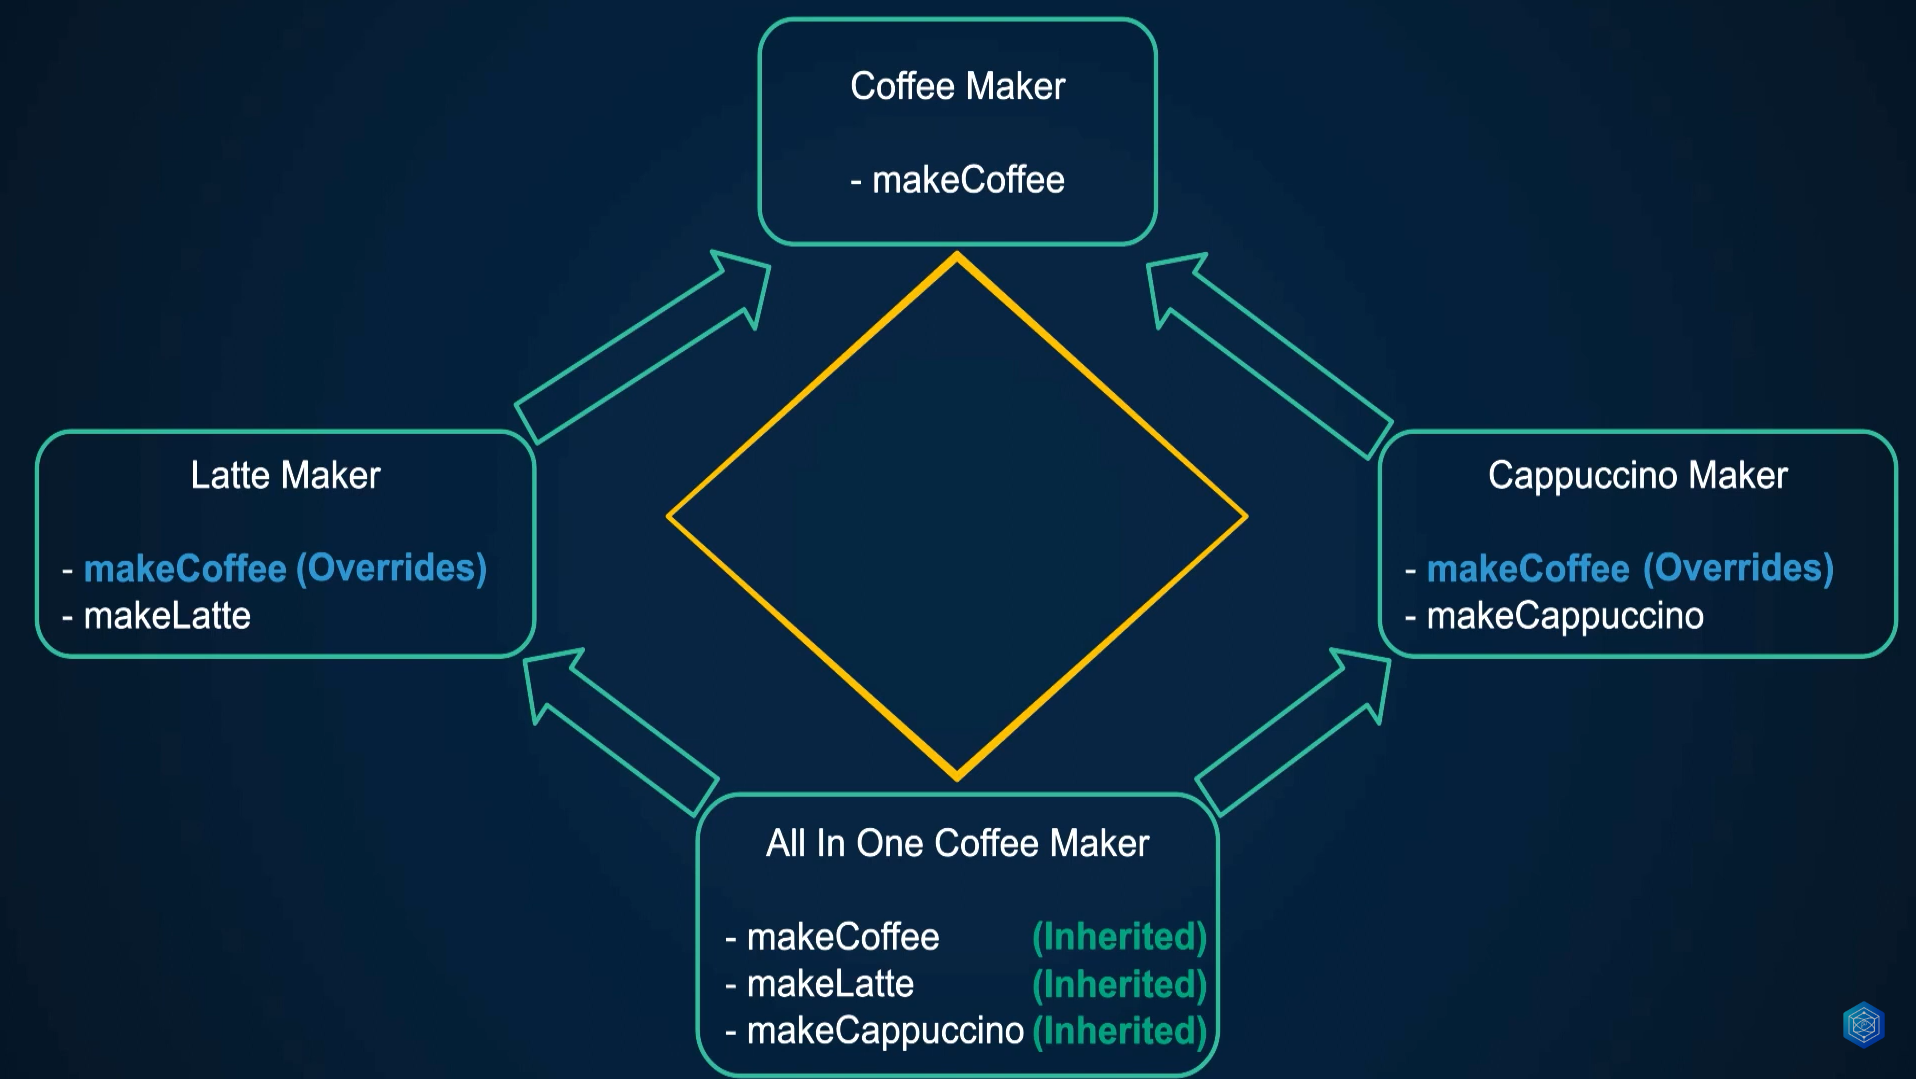 Coffee Maker
- makeCoffee
Latte Maker
- makeCoffee (Overrides)
- makeLatte
Cappuccino Maker
- makeCoffee (Overrides)
- makeCappuccino
All In One Coffee Maker
- makeCoffee (Inherited)
- makeLatte (Inherited)
- makeCappuccino (Inherited)